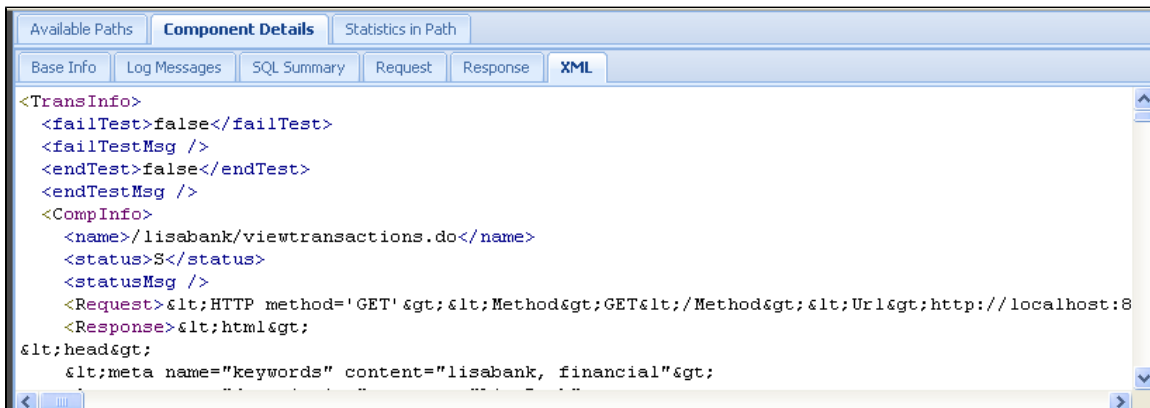 Available Paths Component Details Statistics in Path
Base Info Log Messages SQL Summary Request Response XML
<TransInfo>
<failTest>false</failTest>
<failTestMsg />
<endTest>false</endTest>
<endTestMsg />
<CompInfo>
<name>/lisabank/viewtransactions.do</name>
<status>S</status>
<statusMsg />
<Request>&lt;HTTP method='GET'&gt;&lt;Method&gt;GET&lt;/Method&gt;&lt;Url&gt;http://localhost:8
<Response>&lt;html&gt;
&lt;head&gt;
&lt;meta name="keywords" content="lisabank, financial"&gt;